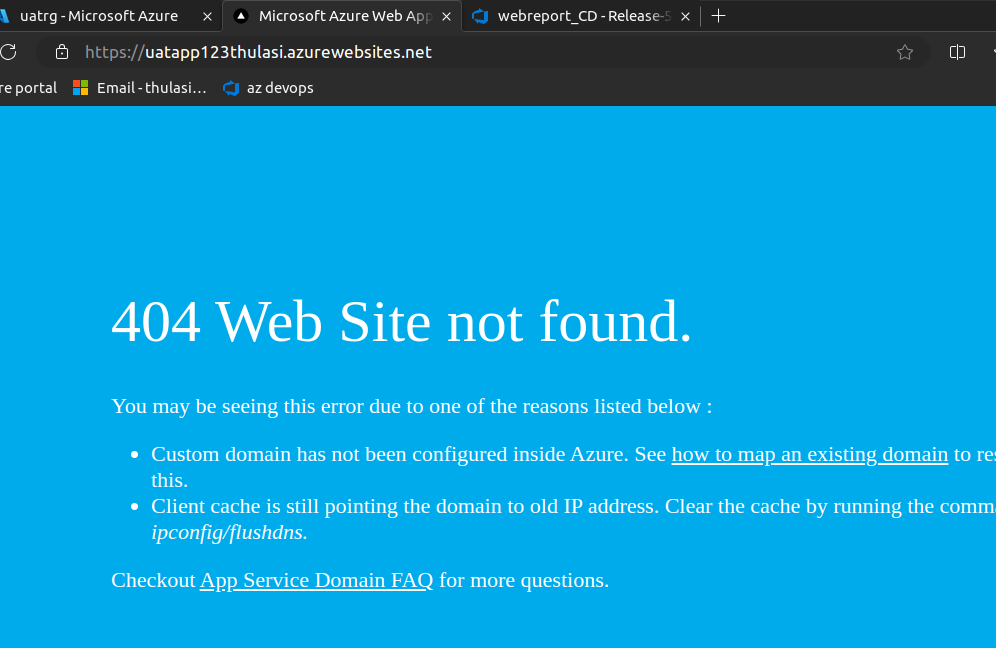 uatrg - Microsoft Azure
Microsoft Azure Web App
webreport_CD - Release-5
https://uatapp123thulasi.azurewebsites.net
re portal
Email - thulasi...
az devops
404 Web Site not found.
You may be seeing this error due to one of the reasons listed below :
• Custom domain has not been configured inside Azure. See how to map an existing domain to res
this.
• Client cache is still pointing the domain to old IP address. Clear the cache by running the comma
ipconfig/flushdns.
Checkout App Service Domain FAQ for more questions.